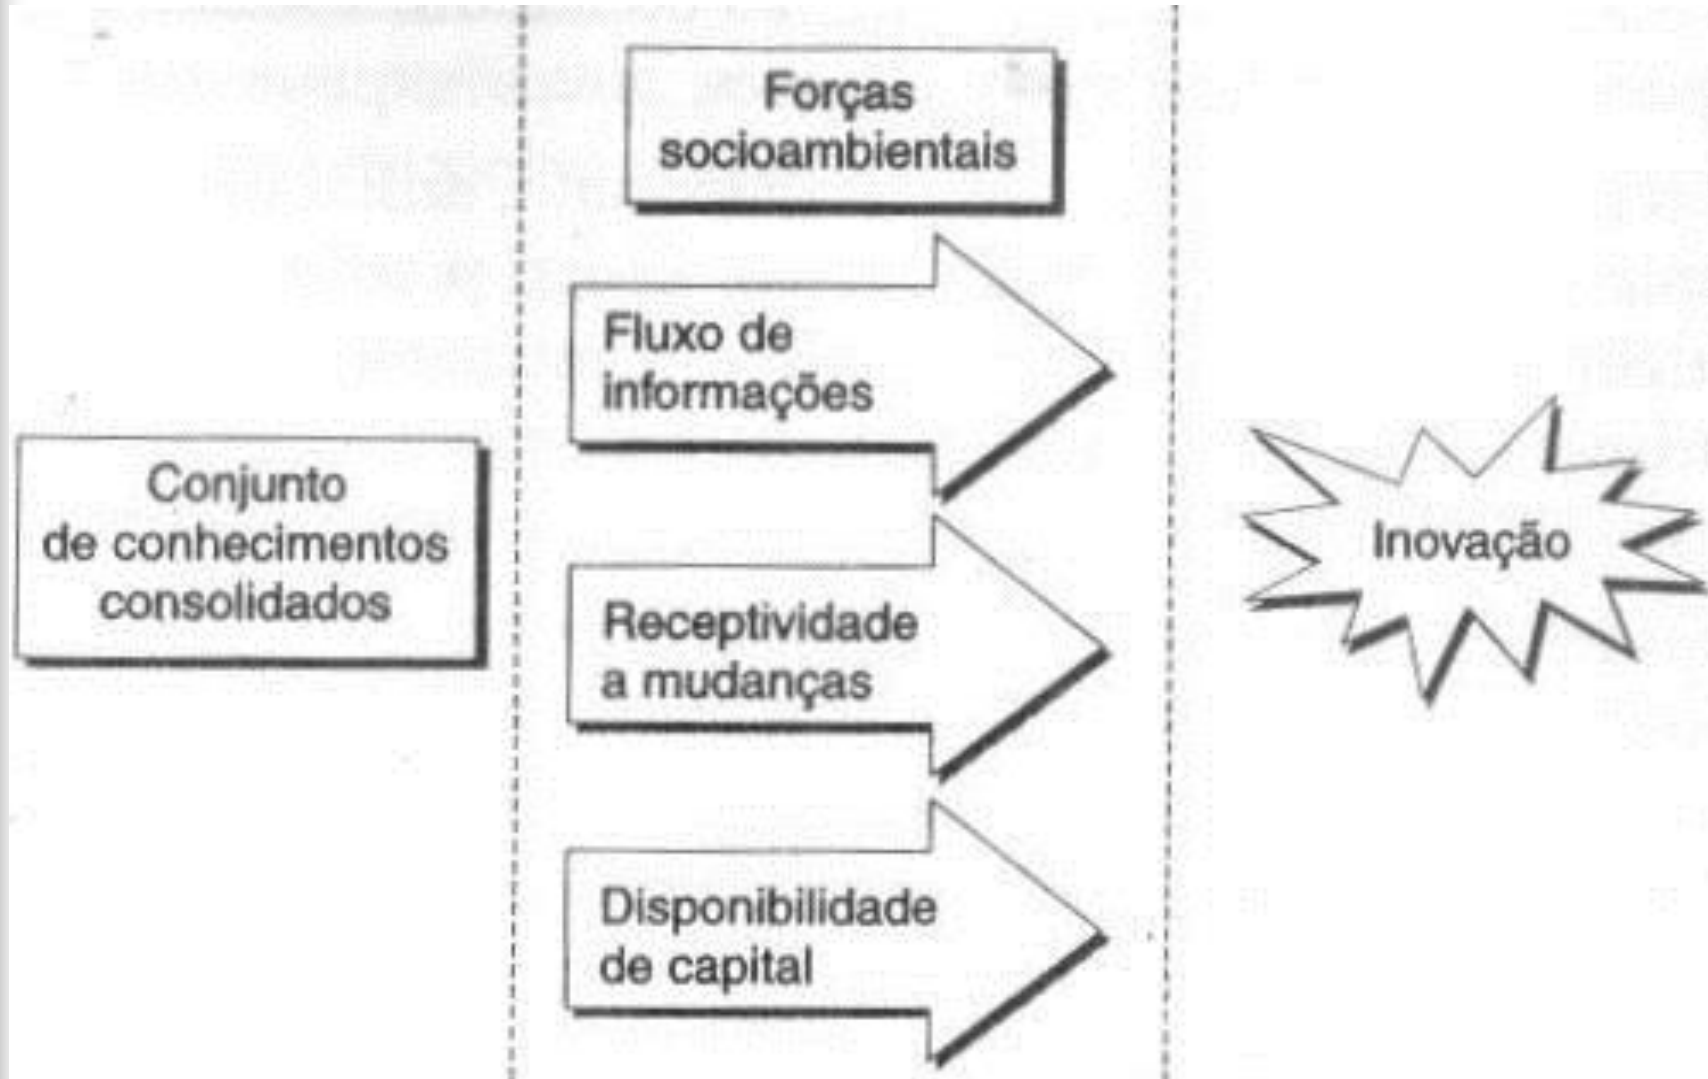 Conjunto
de conhecimentos
consolidados
Forças
socioambientais
Fluxo de
informações
Receptividade
a mudanças
Disponibilidade
de capital
Inovação